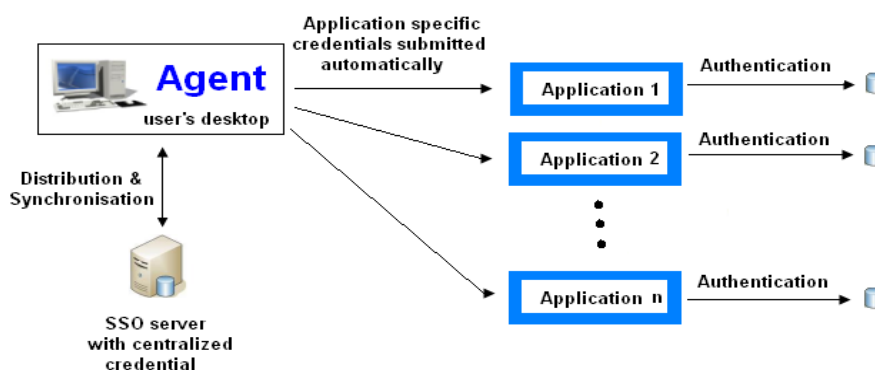 Application specific
credentials submitted
automatically
Agent
user's desktop
Distribution &
Synchronisation
SSO server
with centralized
credential
Application 1
Authentication
Application 2
Authentication
Application n
Authentication